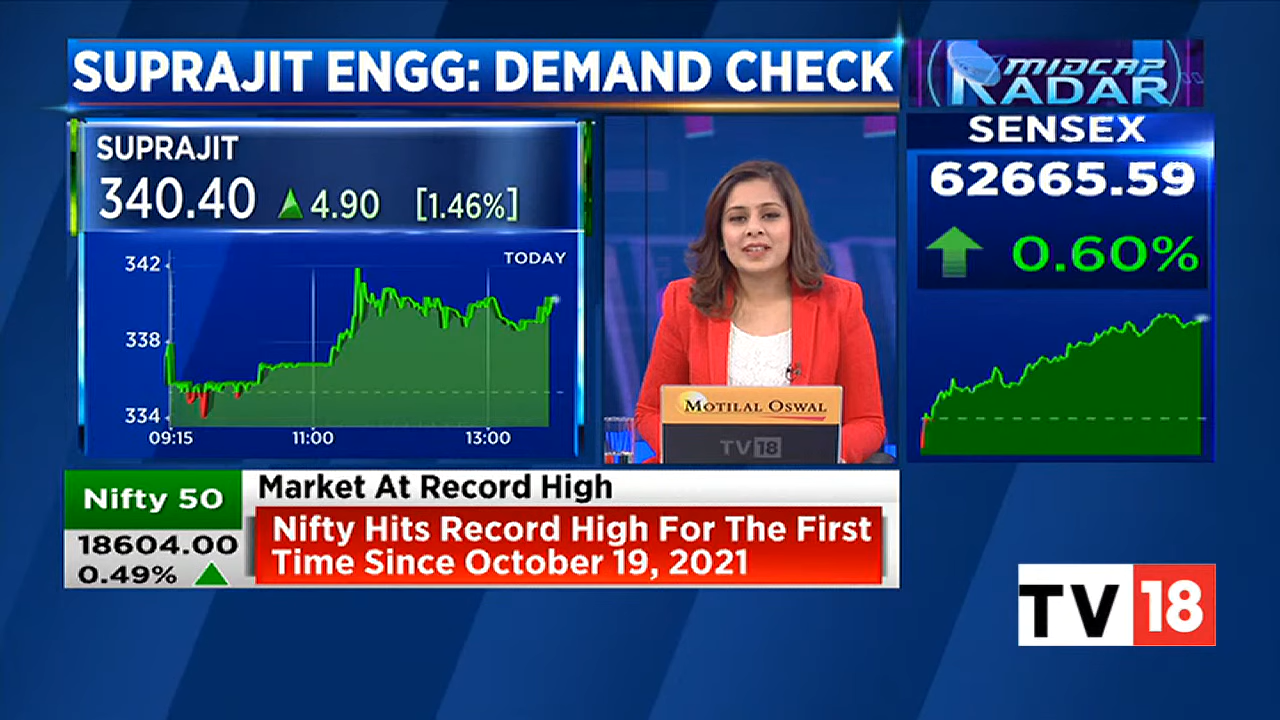 SUPRAJIT ENGG: DEMAND CHECK
MIDCAP
RADAR
SUPRAJIT
340.40 ▲ 4.90 [1.46%]
TODAY
342
338
334
09:15 11:00 13:00
MOTILAL OSWAL
TV18
SENSEX
62665.59
0.60%
Nifty 50
18604.00
0.49% ▲
Market At Record High
Nifty Hits Record High For The First
Time Since October 19, 2021
TV18